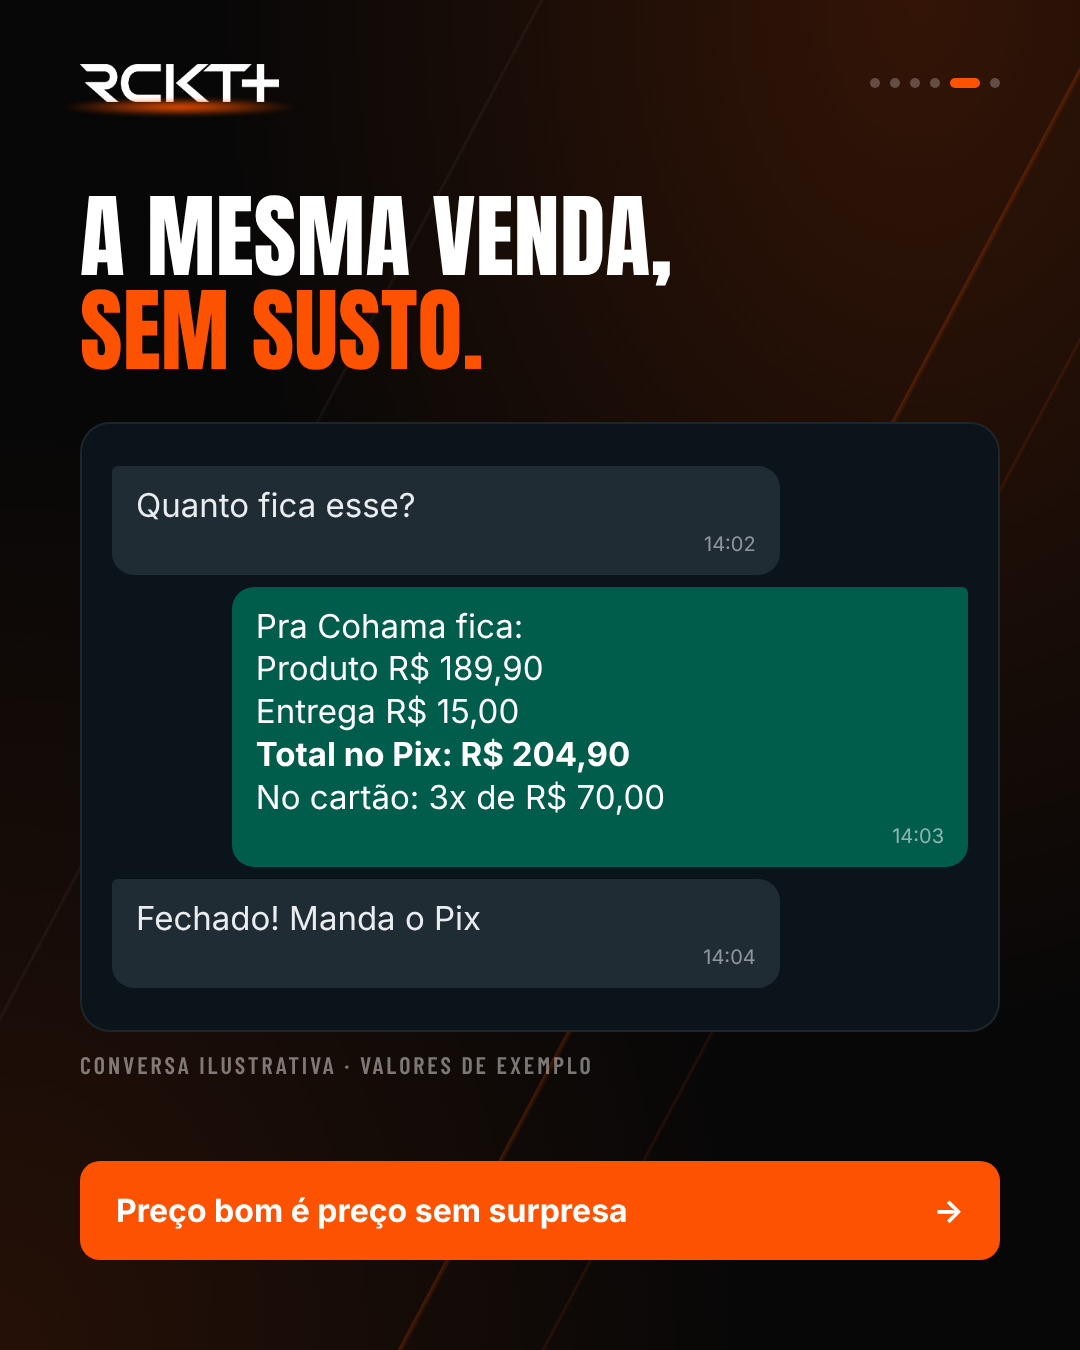 RCKT+
A MESMA VENDA,
SEM SUSTO.
Quanto fica esse?
14:02
Pra Cohama fica:
Produto R$ 189,90
Entrega R$ 15,00
Total no Pix: R$ 204,90
No cartão: 3x de R$ 70,00
14:03
Fechado! Manda o Pix
14:04
CONVERSA ILUSTRATIVA · VALORES DE EXEMPLO
Preço bom é preço sem surpresa →